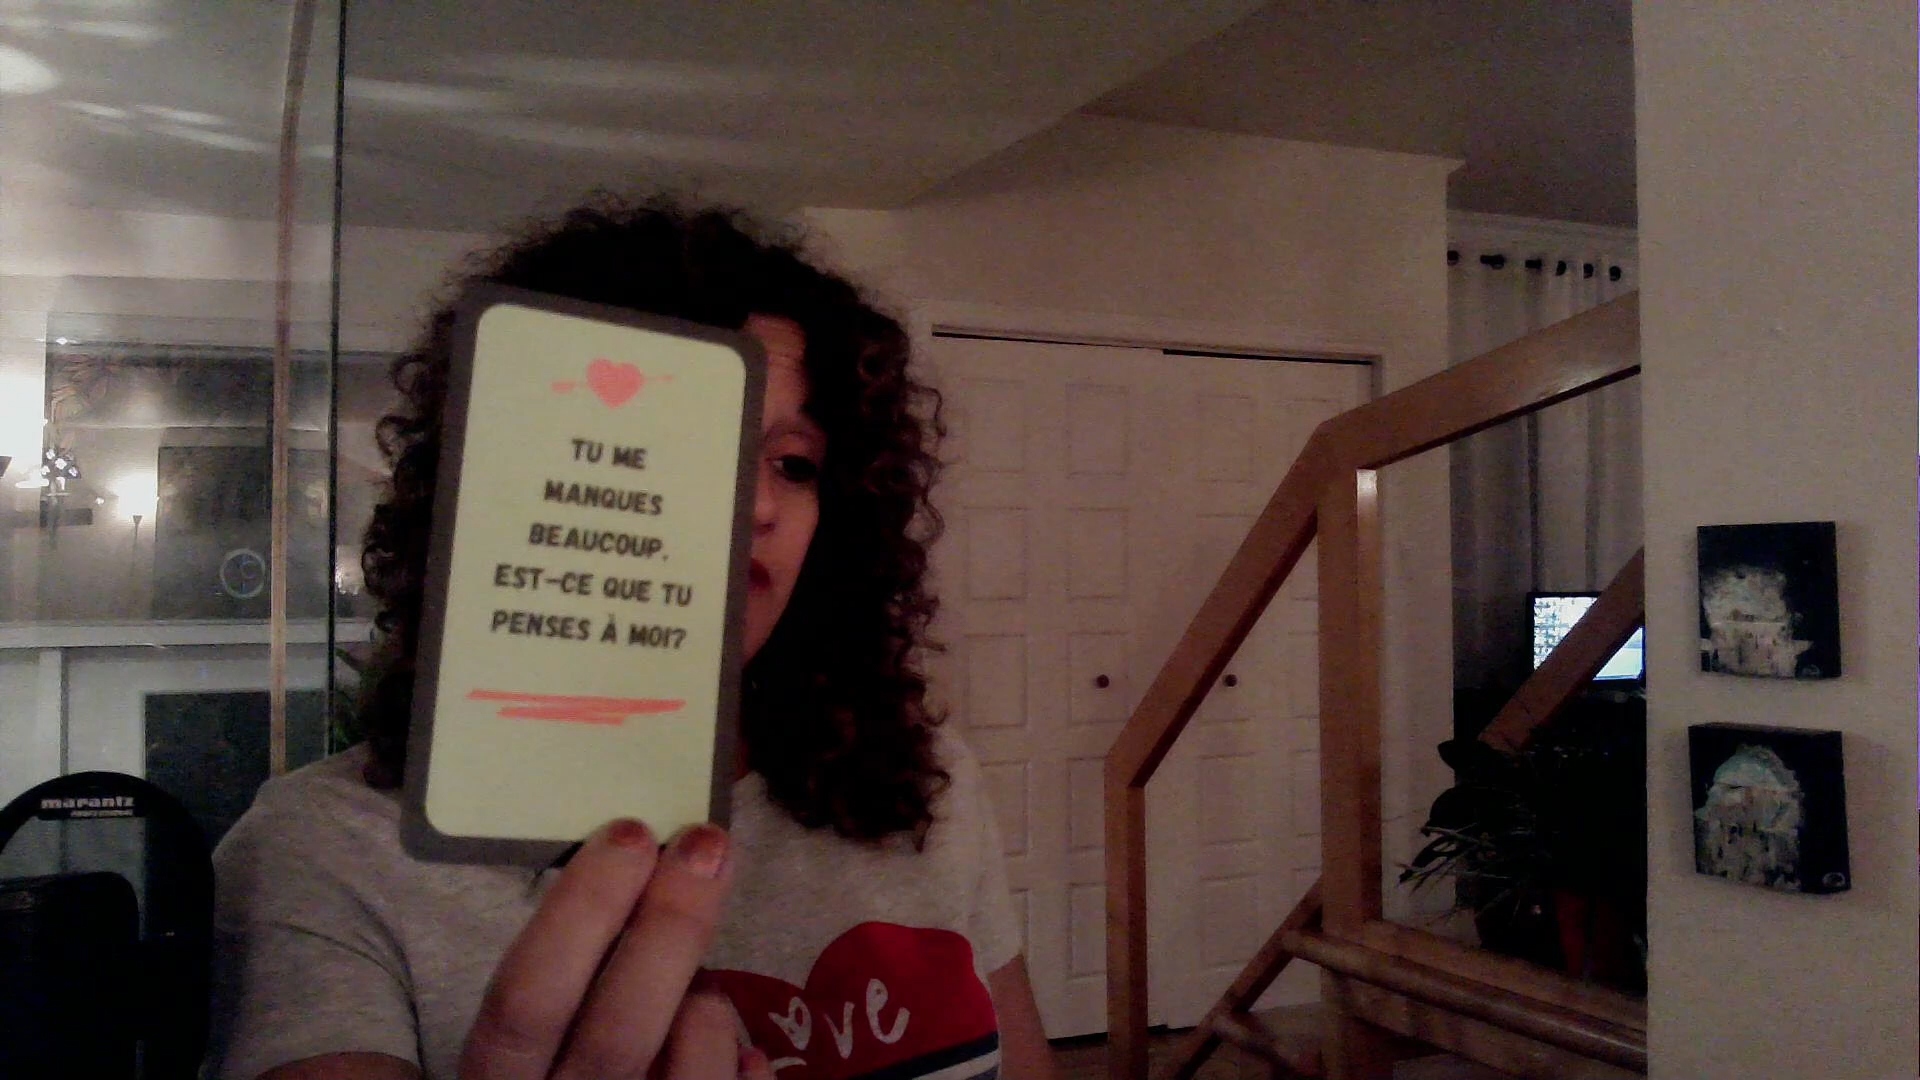 TU ME
MANQUES
BEAUCOUP.
EST-CE QUE TU
PENSES À MOI?
marantz
Love